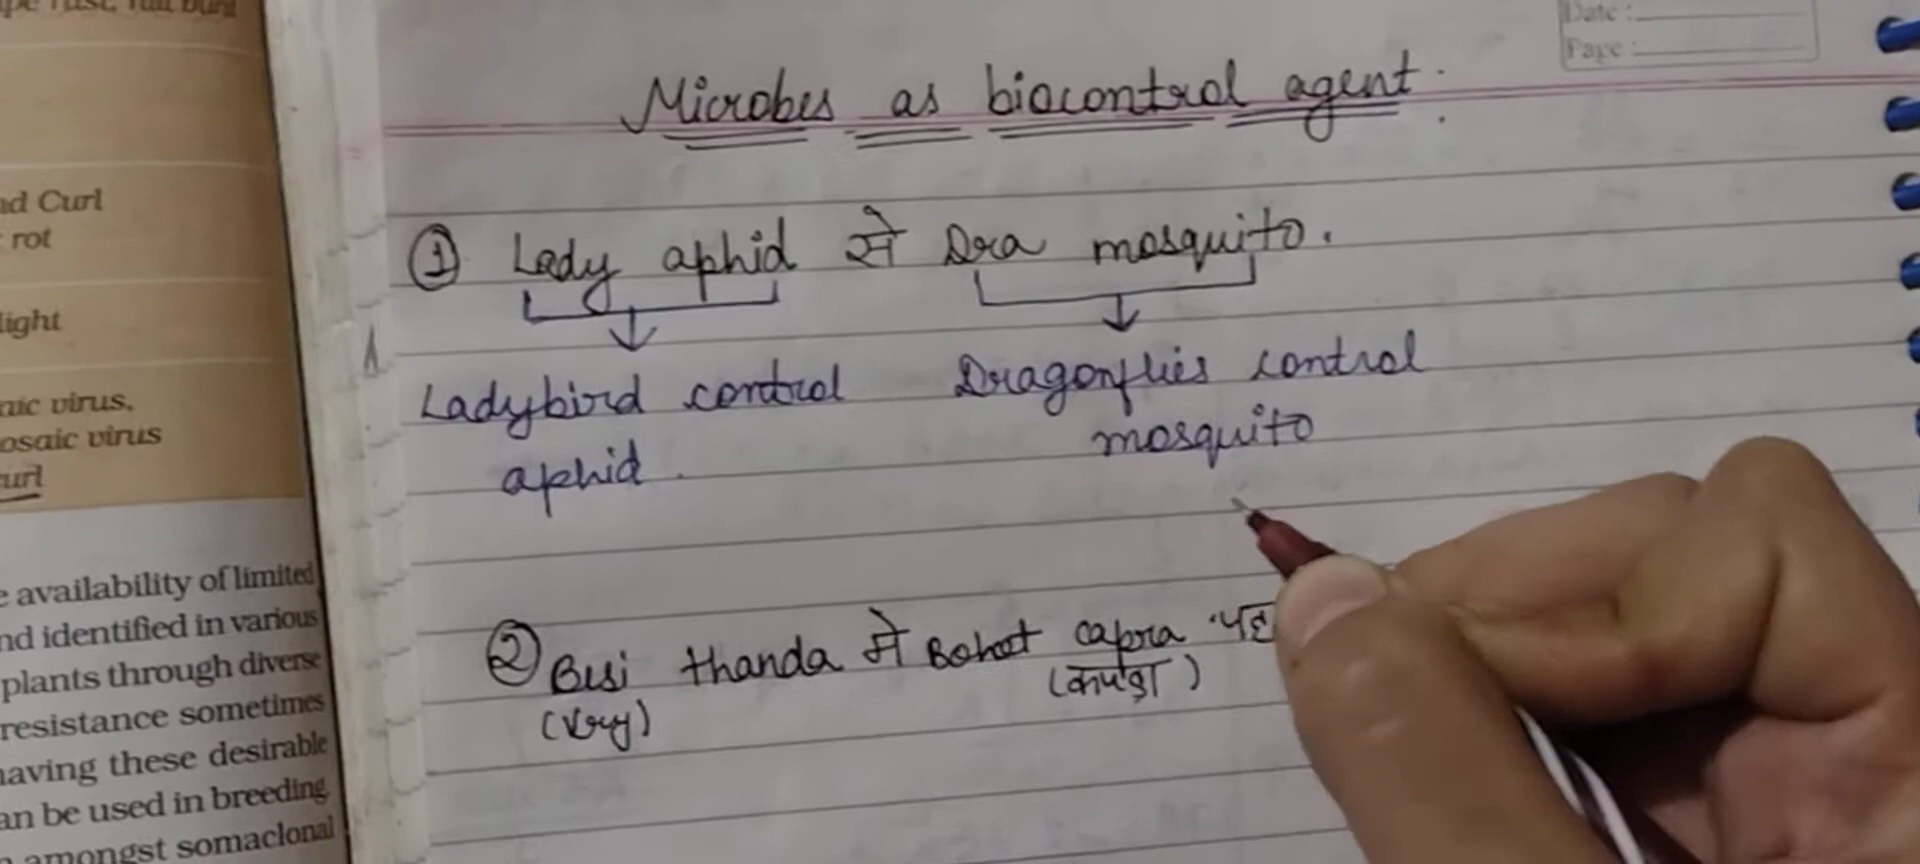 Date :
Page :
nd Curl
rot
light
aic virus,
osaic virus
url
e availability of limited
nd identified in various
plants through diverse
resistance sometimes
having these desirable
an be used in breeding
amongst somaclonal
Microbes as biocontrol agent.
① Lady aphid से Dra mosquito.
Ladybird control Dragonflies control
aphid. mosquito
② Busi thanda में Bohot capra
(Very) (कपड़ा)